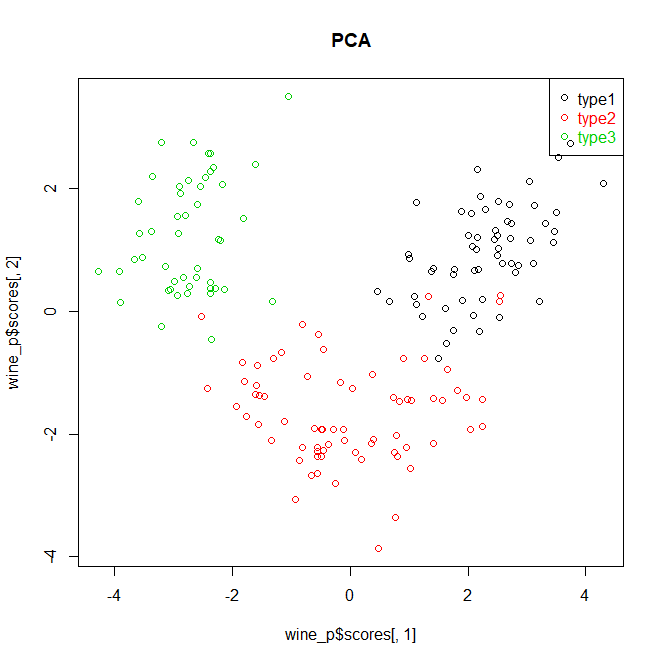 PCA
type1
type2
type3
wine_p$scores[, 2]
2
0
-2
-4
-4
-2
0
2
4
wine_p$scores[, 1]